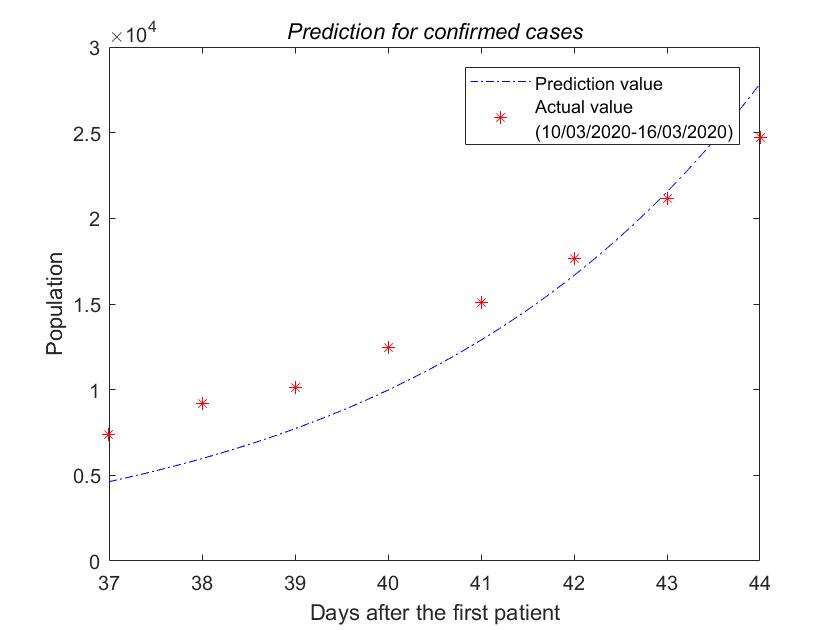 Prediction for confirmed cases
×10⁴
3
2.5
2
1.5
1
0.5
0
Population
Prediction value
Actual value
(10/03/2020-16/03/2020)
37 38 39 40 41 42 43 44
Days after the first patient